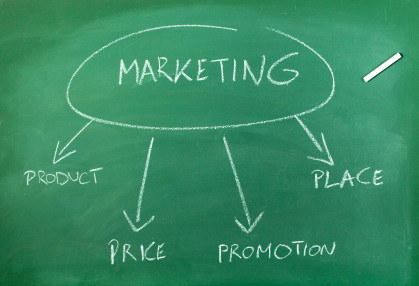 MARKETING
PRODUCT
PLACE
PRICE
PROMOTION